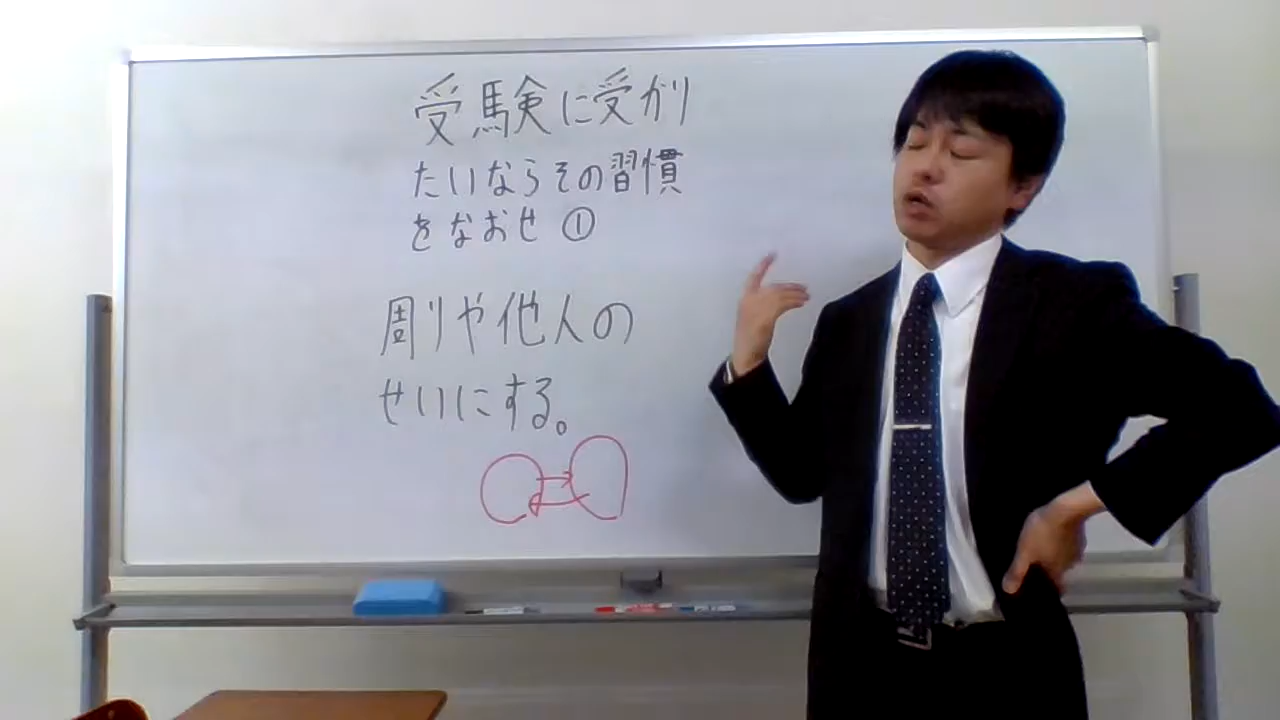 受験に受かり
たいならその習慣
をなおせ①
周りや他人の
せいにする。